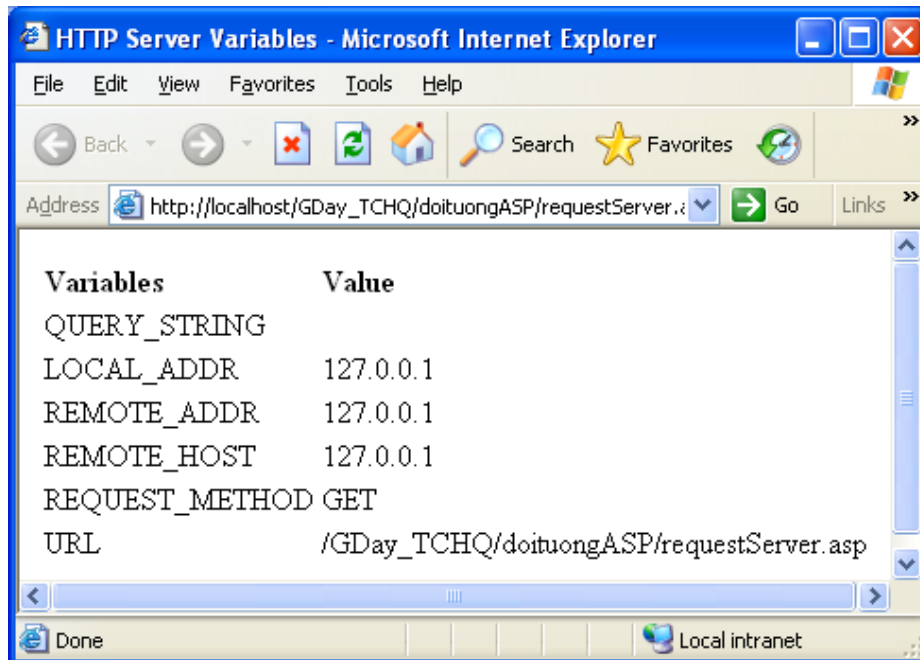 HTTP Server Variables - Microsoft Internet Explorer
File Edit View Favorites Tools Help
Back Search Favorites »
Address http://localhost/GDay_TCHQ/doituongASP/requestServer.a Go Links »
Variables Value
QUERY_STRING
LOCAL_ADDR 127.0.0.1
REMOTE_ADDR 127.0.0.1
REMOTE_HOST 127.0.0.1
REQUEST_METHOD GET
URL /GDay_TCHQ/doituongASP/requestServer.asp
Done Local intranet